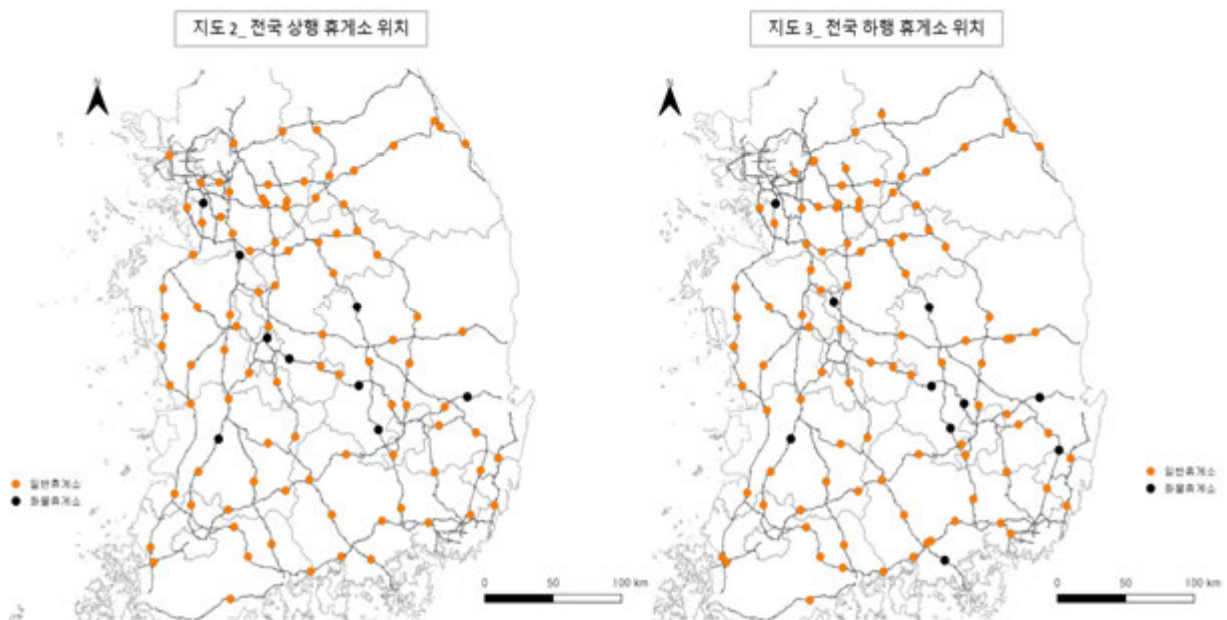 지도 2_ 전국 상행 휴게소 위치
지도 3_ 전국 하행 휴게소 위치
N
N
일반휴게소
화물휴게소
일반휴게소
화물휴게소
0 50 100 km
0 50 100 km